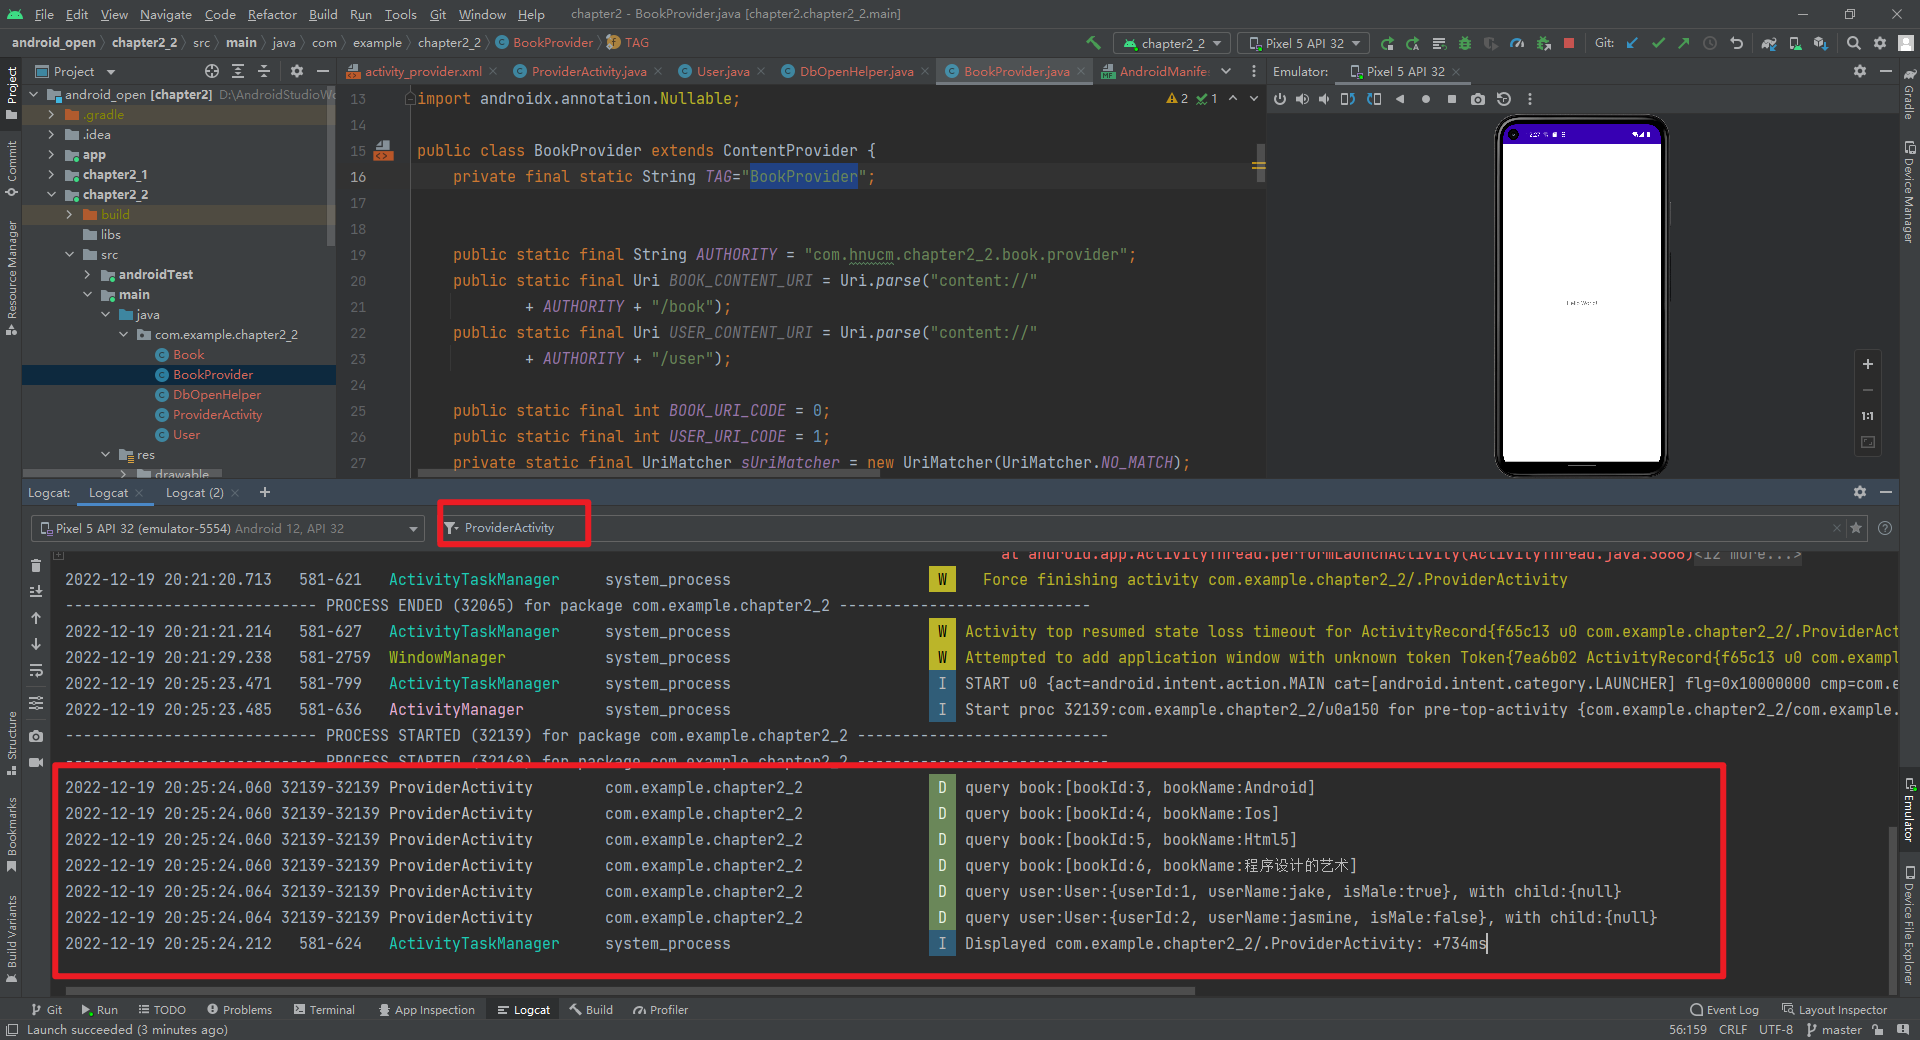 File Edit View Navigate Code Refactor Build Run Tools Git Window Help chapter2 - BookProvider.java [chapter2.chapter2_2.main]
android_open chapter2_2 src main java com example chapter2_2 BookProvider TAG chapter2_2 Pixel 5 API 32 Git:
Project
activity_provider.xml ProviderActivity.java User.java DbOpenHelper.java BookProvider.java AndroidManife
Emulator: Pixel 5 API 32
android_open [chapter2] D:\AndroidStudioWo
.gradle
.idea
app
chapter2_1
chapter2_2
build
libs
src
androidTest
main
java
com.example.chapter2_2
Book
BookProvider
DbOpenHelper
ProviderActivity
User
res
drawable
2 1
13 import androidx.annotation.Nullable;
14
15 public class BookProvider extends ContentProvider {
16 private final static String TAG="BookProvider";
17
18
19 public static final String AUTHORITY = "com.hnucm.chapter2_2.book.provider";
20 public static final Uri BOOK_CONTENT_URI = Uri.parse("content://"
21 + AUTHORITY + "/book");
22 public static final Uri USER_CONTENT_URI = Uri.parse("content://"
23 + AUTHORITY + "/user");
24
25 public static final int BOOK_URI_CODE = 0;
26 public static final int USER_URI_CODE = 1;
27 private static final UriMatcher sUriMatcher = new UriMatcher(UriMatcher.NO_MATCH);
2:27
Hello World!
1:1
Project
Commit
Resource Manager
Structure
Bookmarks
Build Variants
Gradle
Device Manager
Emulator
Device File Explorer
Logcat: Logcat Logcat (2)
Pixel 5 API 32 (emulator-5554) Android 12, API 32
ProviderActivity
at android.app.ActivityThread.performLaunchActivity(ActivityThread.java:3666)<12 more...>
2022-12-19 20:21:20.713 581-621 ActivityTaskManager system_process W Force finishing activity com.example.chapter2_2/.ProviderActivity
---------------------------- PROCESS ENDED (32065) for package com.example.chapter2_2 ----------------------------
2022-12-19 20:21:21.214 581-627 ActivityTaskManager system_process W Activity top resumed state loss timeout for ActivityRecord{f65c13 u0 com.example.chapter2_2/.ProviderAct
2022-12-19 20:21:29.238 581-2759 WindowManager system_process W Attempted to add application window with unknown token Token{7ea6b02 ActivityRecord{f65c13 u0 com.exampl
2022-12-19 20:25:23.471 581-799 ActivityTaskManager system_process I START u0 {act=android.intent.action.MAIN cat=[android.intent.category.LAUNCHER] flg=0x10000000 cmp=com.e
2022-12-19 20:25:23.485 581-636 ActivityManager system_process I Start proc 32139:com.example.chapter2_2/u0a150 for pre-top-activity {com.example.chapter2_2/com.example.
---------------------------- PROCESS STARTED (32139) for package com.example.chapter2_2 ----------------------------
---------------------------- PROCESS STARTED (32168) for package com.example.chapter2_2 ----------------------------
2022-12-19 20:25:24.060 32139-32139 ProviderActivity com.example.chapter2_2 D query book:[bookId:3, bookName:Android]
2022-12-19 20:25:24.060 32139-32139 ProviderActivity com.example.chapter2_2 D query book:[bookId:4, bookName:Ios]
2022-12-19 20:25:24.060 32139-32139 ProviderActivity com.example.chapter2_2 D query book:[bookId:5, bookName:Html5]
2022-12-19 20:25:24.060 32139-32139 ProviderActivity com.example.chapter2_2 D query book:[bookId:6, bookName:程序设计的艺术]
2022-12-19 20:25:24.064 32139-32139 ProviderActivity com.example.chapter2_2 D query user:User:{userId:1, userName:jake, isMale:true}, with child:{null}
2022-12-19 20:25:24.064 32139-32139 ProviderActivity com.example.chapter2_2 D query user:User:{userId:2, userName:jasmine, isMale:false}, with child:{null}
2022-12-19 20:25:24.212 581-624 ActivityTaskManager system_process I Displayed com.example.chapter2_2/.ProviderActivity: +734ms
Git Run TODO Problems Terminal App Inspection Logcat Build Profiler Event Log Layout Inspector
Launch succeeded (3 minutes ago) 56:159 CRLF UTF-8 master